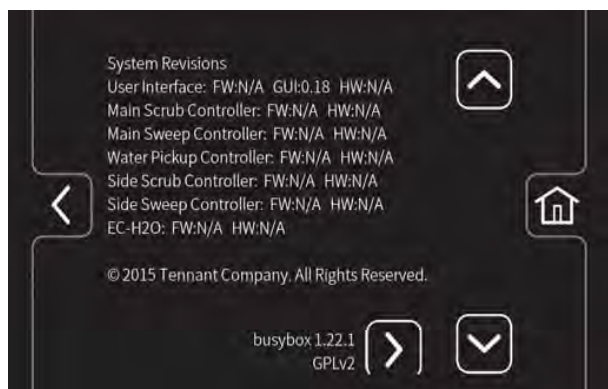 System Revisions
User Interface: FW:N/A GUI:0.18 HW:N/A
Main Scrub Controller: FW:N/A HW:N/A
Main Sweep Controller: FW:N/A HW:N/A
Water Pickup Controller: FW:N/A HW:N/A
Side Scrub Controller: FW:N/A HW:N/A
Side Sweep Controller: FW:N/A HW:N/A
EC-H2O: FW:N/A HW:N/A
© 2015 Tennant Company. All Rights Reserved.
busybox 1.22.1
GPLv2